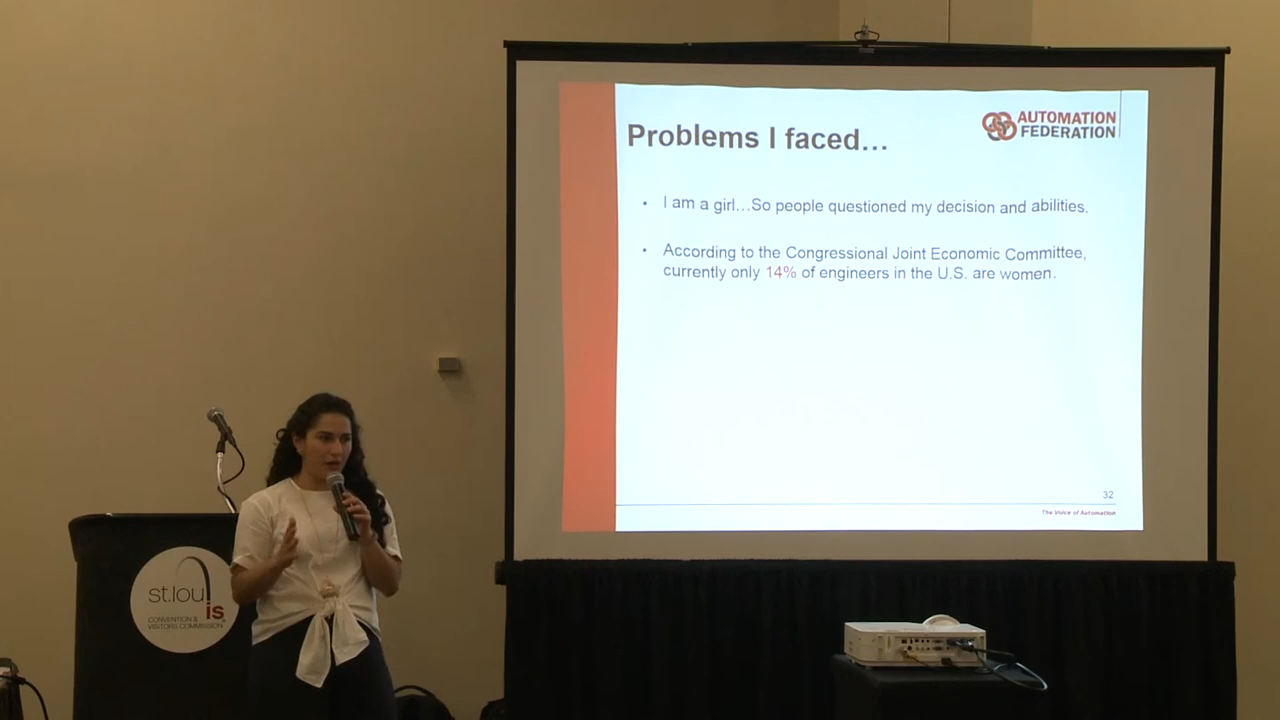 Problems I faced...
AUTOMATION
FEDERATION
• I am a girl...So people questioned my decision and abilities.
• According to the Congressional Joint Economic Committee,
currently only 14% of engineers in the U.S. are women.
32
The Voice of Automation
st.lou
is
CONVENTION &
VISITORS COMMISSION